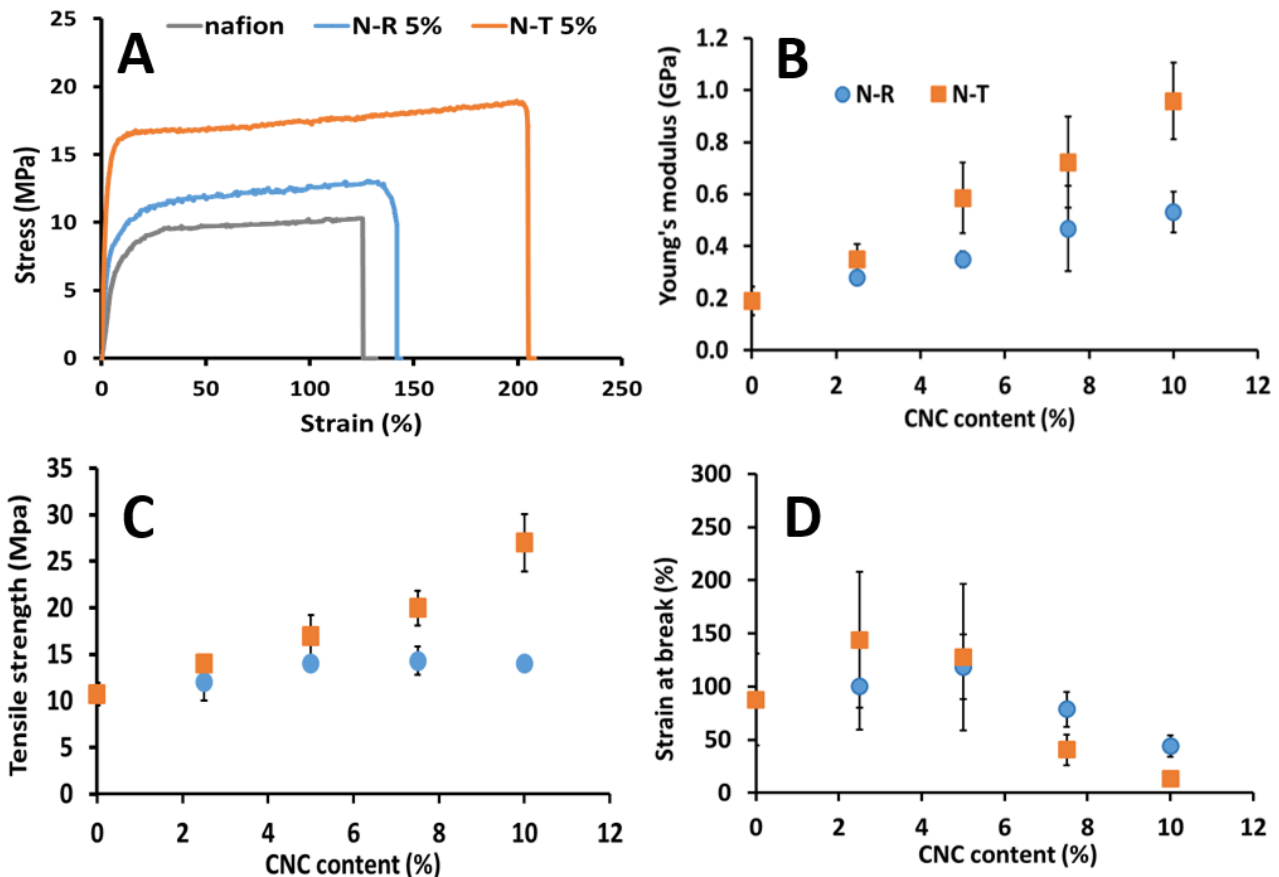 A
nafion N-R 5% N-T 5%
25
20
15
10
5
0
Stress (MPa)
0 50 100 150 200 250
Strain (%)
B
N-R N-T
1.2
1.0
0.8
0.6
0.4
0.2
0.0
Young's modulus (GPa)
0 2 4 6 8 10 12
CNC content (%)
C
35
30
25
20
15
10
5
0
Tensile strength (Mpa)
0 2 4 6 8 10 12
CNC content (%)
D
300
250
200
150
100
50
0
Strain at break (%)
0 2 4 6 8 10 12
CNC content (%)